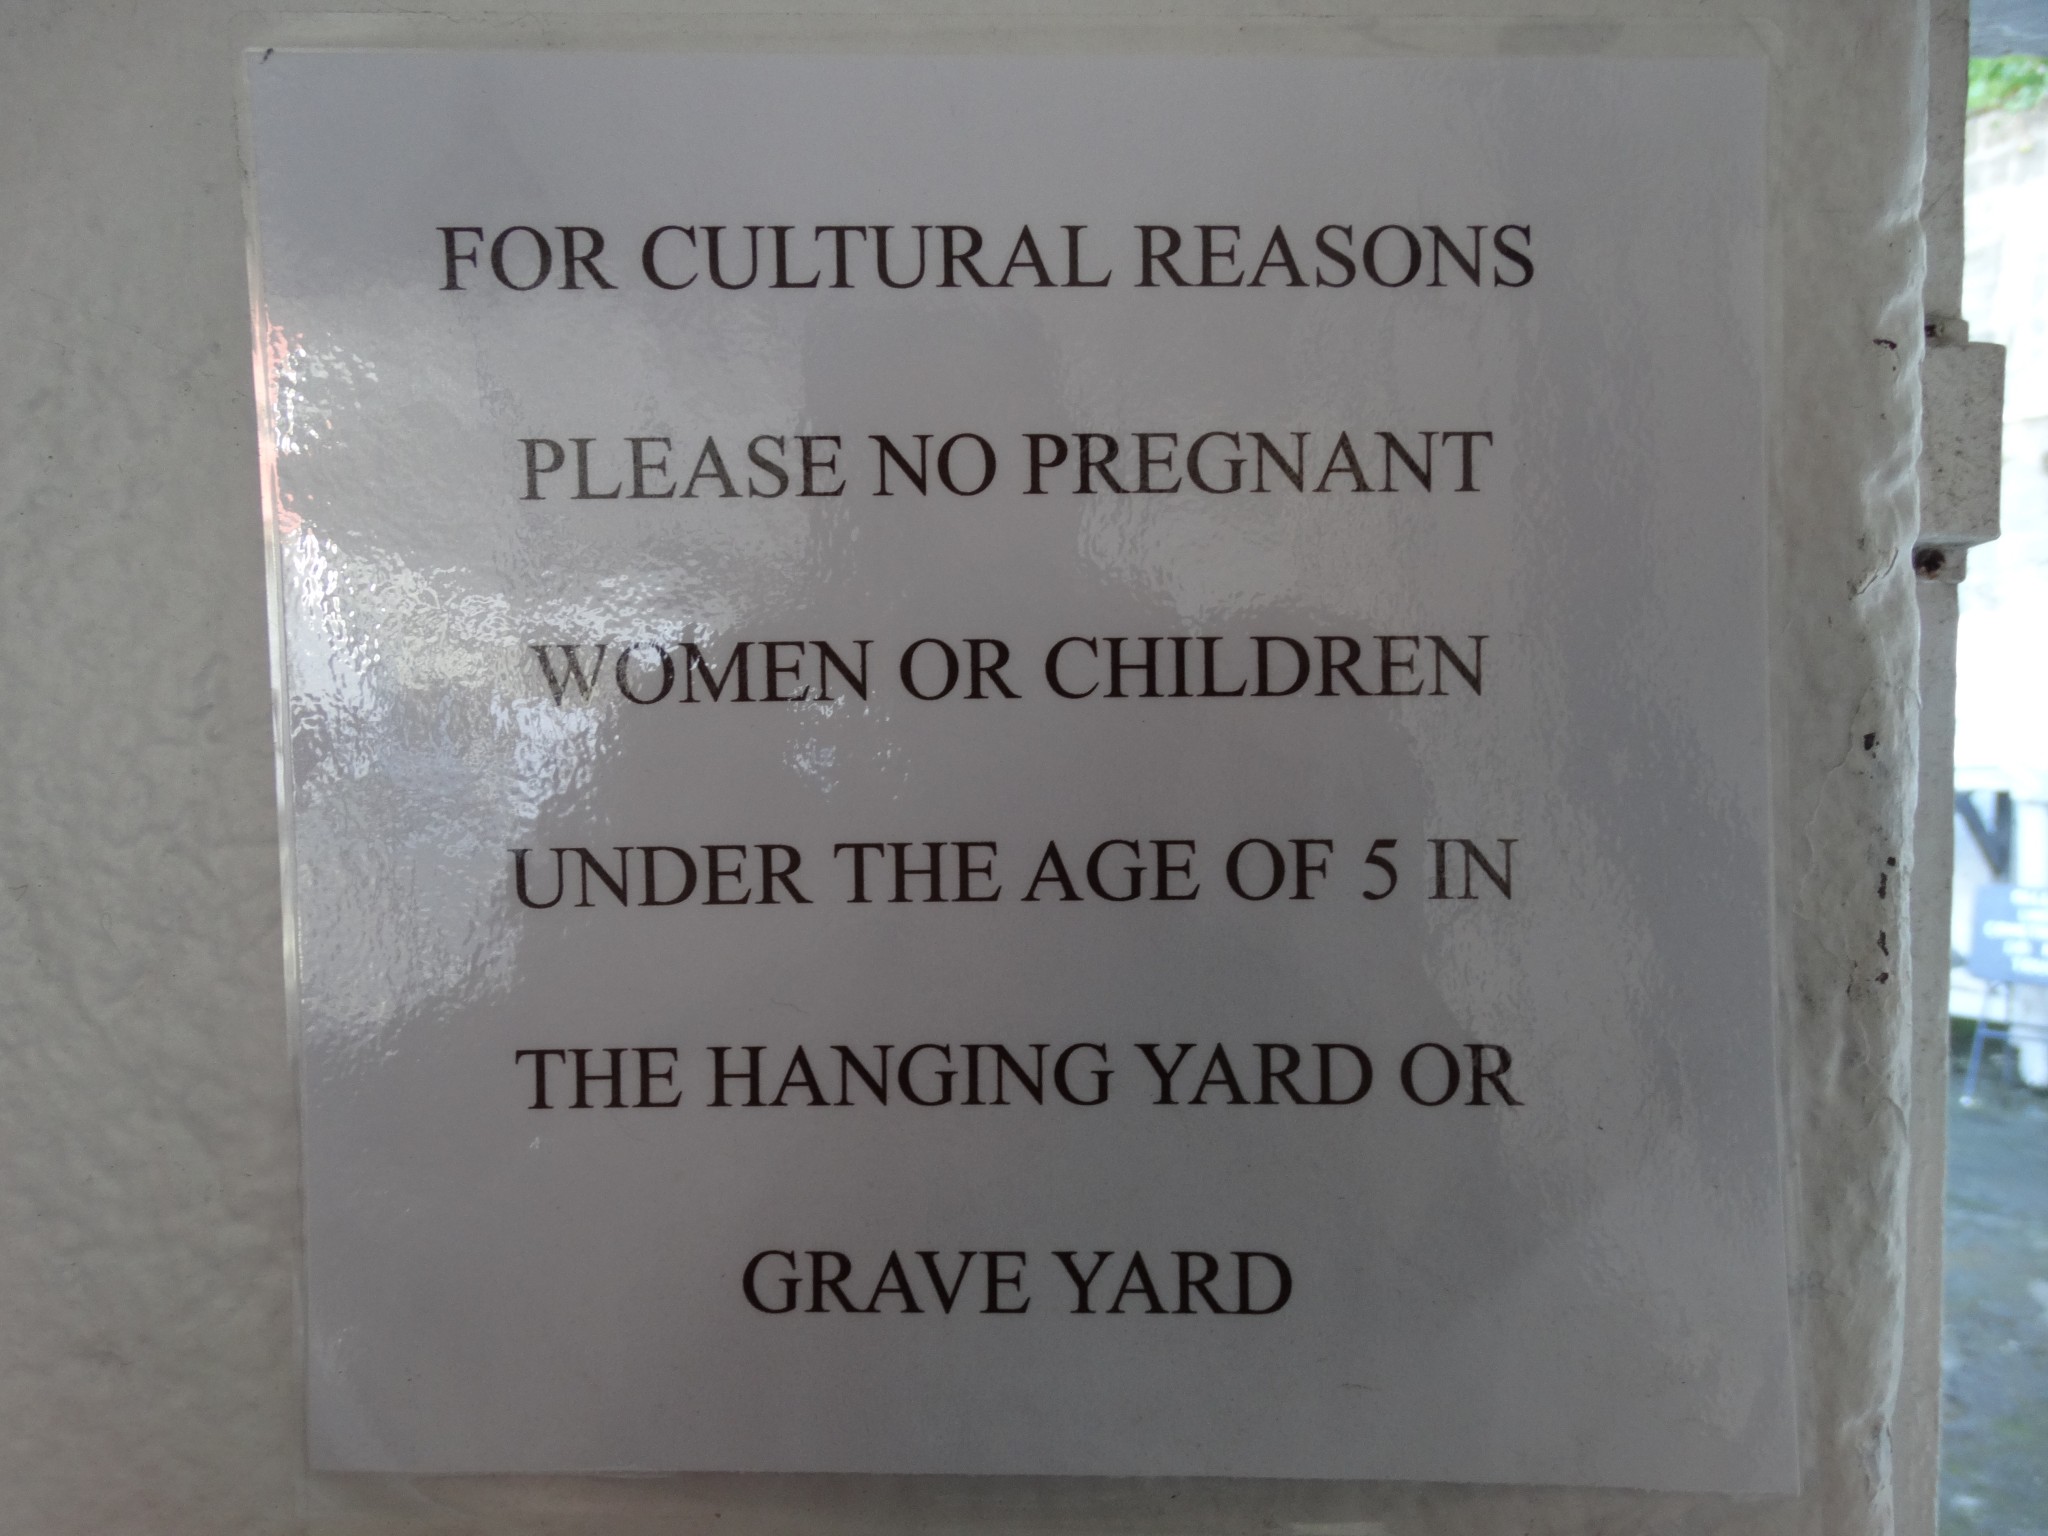 FOR CULTURAL REASONS
PLEASE NO PREGNANT
WOMEN OR CHILDREN
UNDER THE AGE OF 5 IN
THE HANGING YARD OR
GRAVE YARD